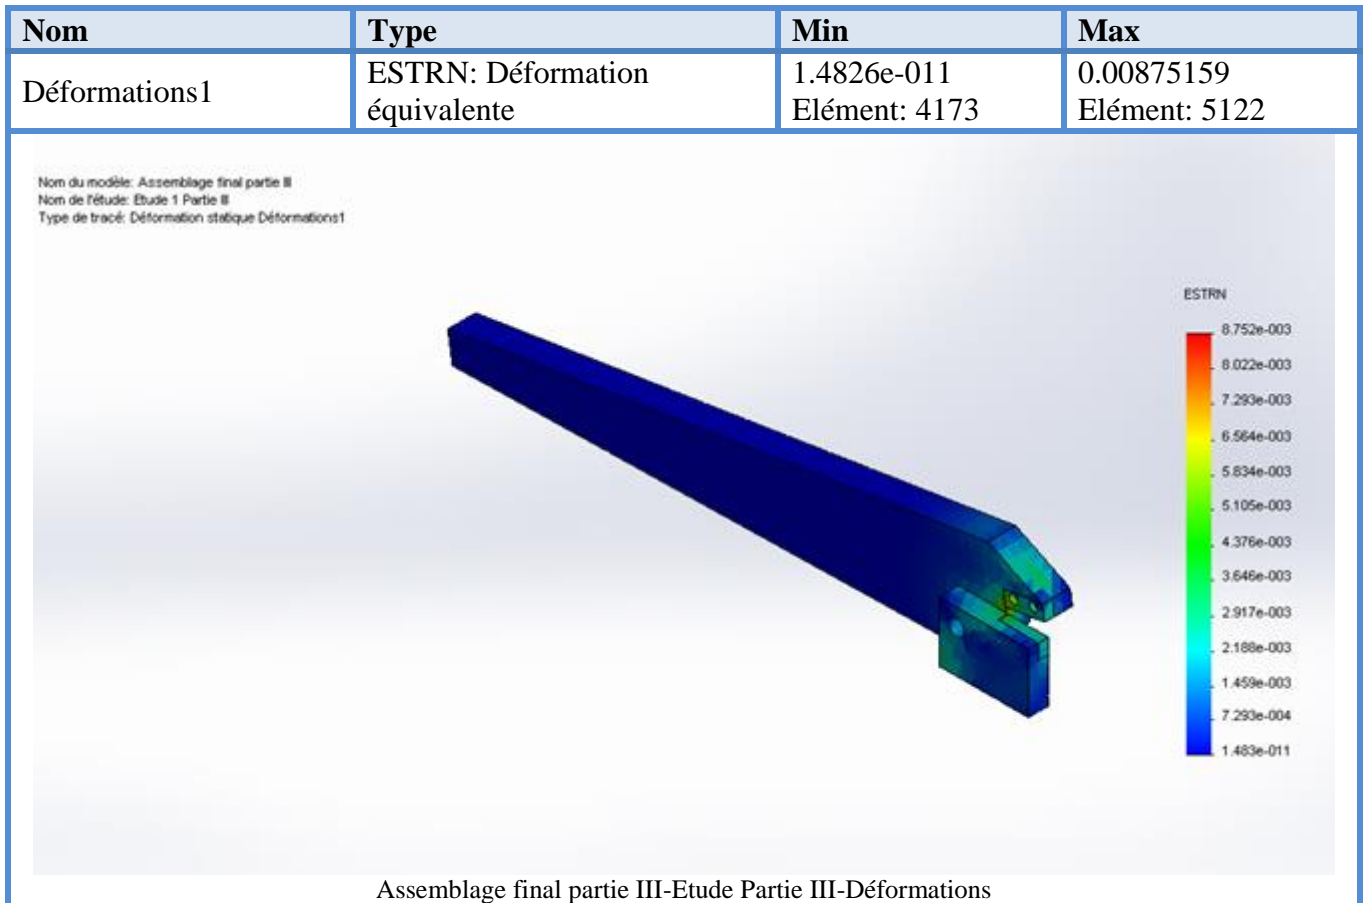 Nom Type Min Max
Déformations1 ESTRN: Déformation équivalente 1.4826e-011 Elément: 4173 0.00875159 Elément: 5122
Nom du modèle: Assemblage final partie III
Nom de l'étude: Etude 1 Partie III
Type de tracé: Déformation statique Déformations1
ESTRN
8.752e-003
8.022e-003
7.293e-003
6.564e-003
5.834e-003
5.105e-003
4.376e-003
3.646e-003
2.917e-003
2.188e-003
1.459e-003
7.293e-004
1.483e-011
Assemblage final partie III-Etude Partie III-Déformations